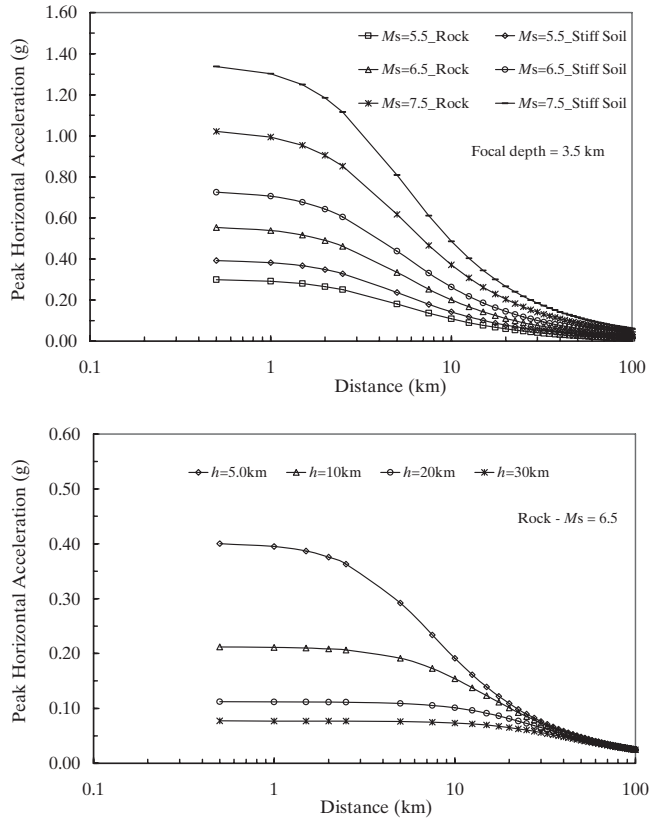 1.60
1.40
1.20
1.00
0.80
0.60
0.40
0.20
0.00
Peak Horizontal Acceleration (g)
Ms=5.5_Rock Ms=5.5_Stiff Soil
Ms=6.5_Rock Ms=6.5_Stiff Soil
Ms=7.5_Rock Ms=7.5_Stiff Soil
Focal depth = 3.5 km
0.1 1 10 100
Distance (km)
0.60
0.50
0.40
0.30
0.20
0.10
0.00
Peak Horizontal Acceleration (g)
h=5.0km h=10km h=20km h=30km
Rock - Ms = 6.5
0.1 1 10 100
Distance (km)